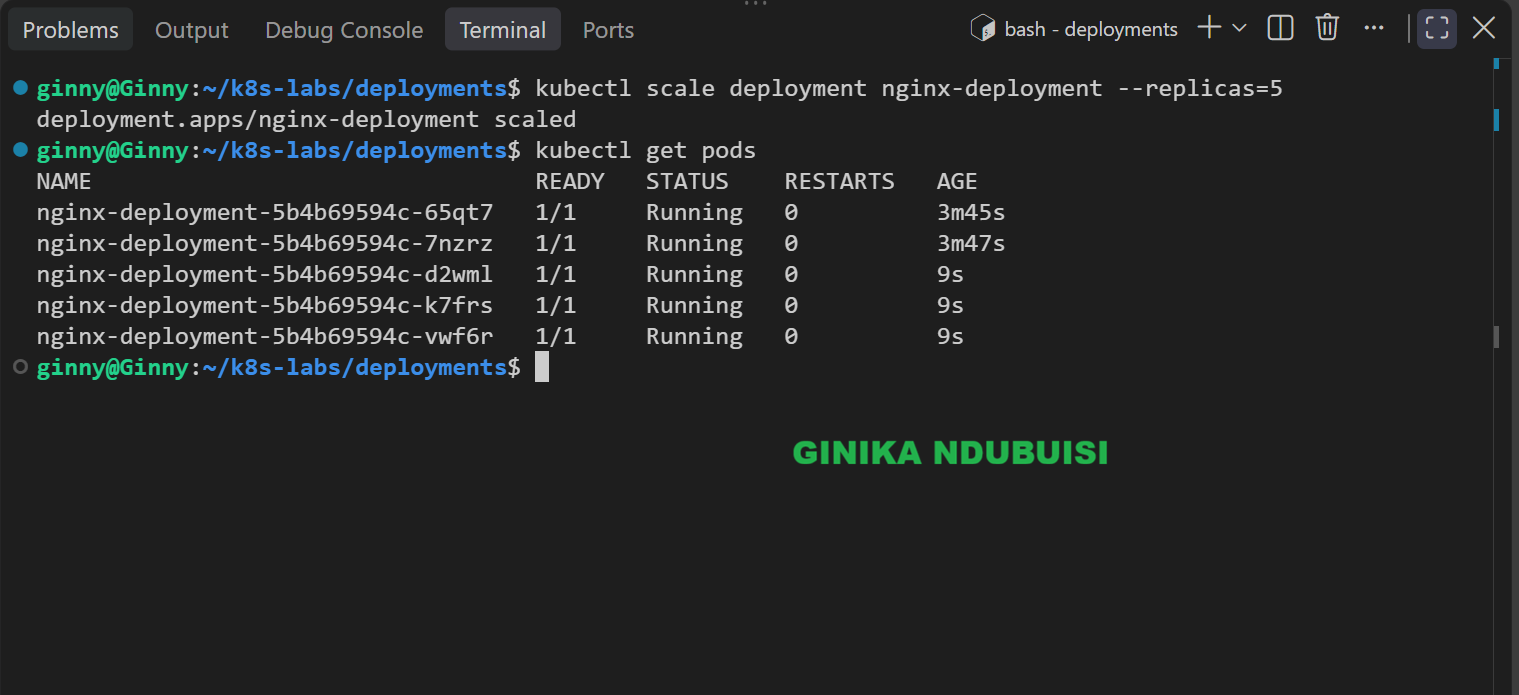 Problems Output Debug Console Terminal Ports bash - deployments
ginny@Ginny:~/k8s-labs/deployments$ kubectl scale deployment nginx-deployment --replicas=5
deployment.apps/nginx-deployment scaled
ginny@Ginny:~/k8s-labs/deployments$ kubectl get pods
NAME READY STATUS RESTARTS AGE
nginx-deployment-5b4b69594c-65qt7 1/1 Running 0 3m45s
nginx-deployment-5b4b69594c-7nzrz 1/1 Running 0 3m47s
nginx-deployment-5b4b69594c-d2wml 1/1 Running 0 9s
nginx-deployment-5b4b69594c-k7frs 1/1 Running 0 9s
nginx-deployment-5b4b69594c-vwf6r 1/1 Running 0 9s
ginny@Ginny:~/k8s-labs/deployments$
GINIKA NDUBUISI